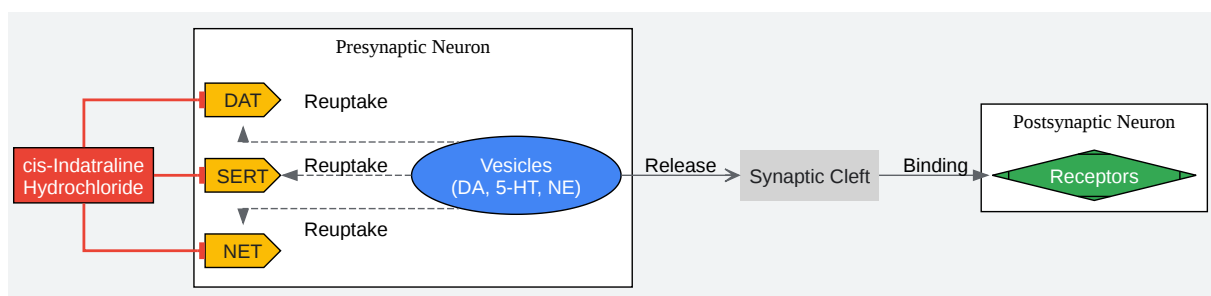 Presynaptic Neuron
DAT
Reuptake
cis-Indatraline
Hydrochloride
SERT
Reuptake
Vesicles
(DA, 5-HT, NE)
Release
Synaptic Cleft
Binding
Postsynaptic Neuron
Receptors
NET
Reuptake